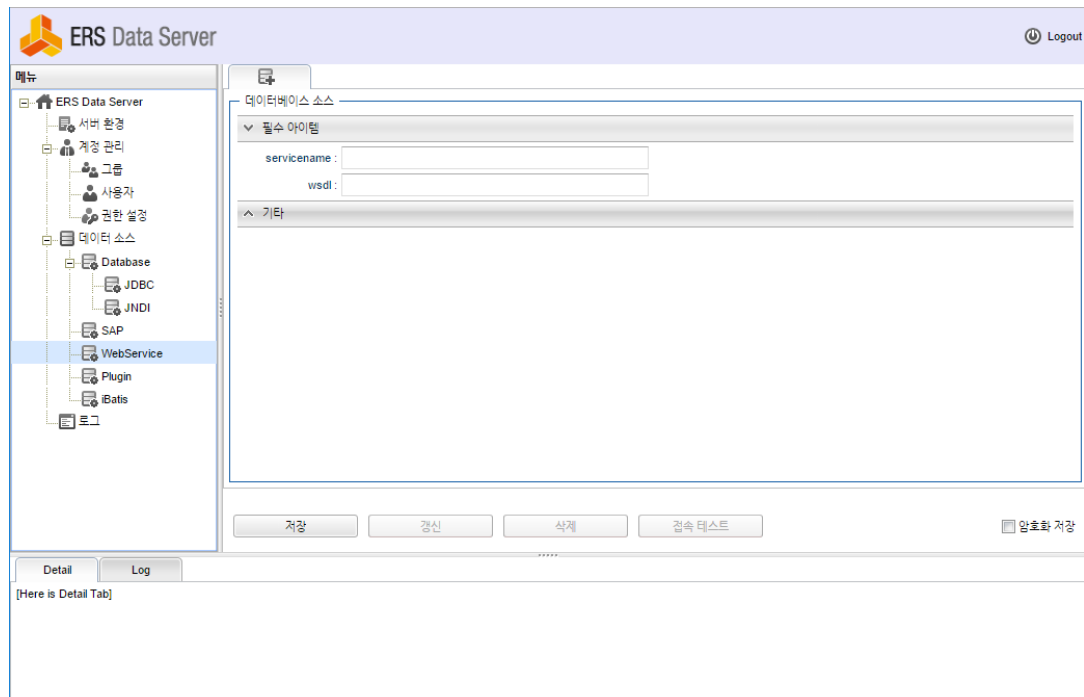 ERS Data Server
Logout
메뉴
ERS Data Server
서버 환경
계정 관리
그룹
사용자
권한 설정
데이터 소스
Database
JDBC
JNDI
SAP
WebService
Plugin
iBatis
로그
데이터베이스 소스
필수 아이템
servicename :
wsdl :
기타
저장
갱신
삭제
접속 테스트
암호화 저장
Detail
Log
[Here is Detail Tab]